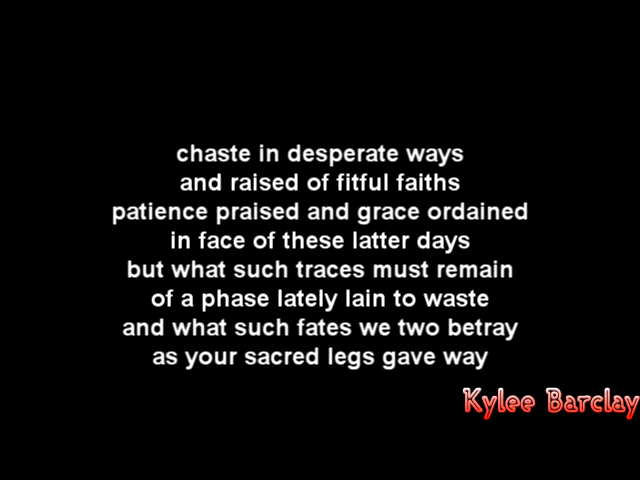 chaste in desperate ways
and raised of fitful faiths
patience praised and grace ordained
in face of these latter days
but what such traces must remain
of a phase lately lain to waste
and what such fates we two betray
as your sacred legs gave way
Kylee Barclay